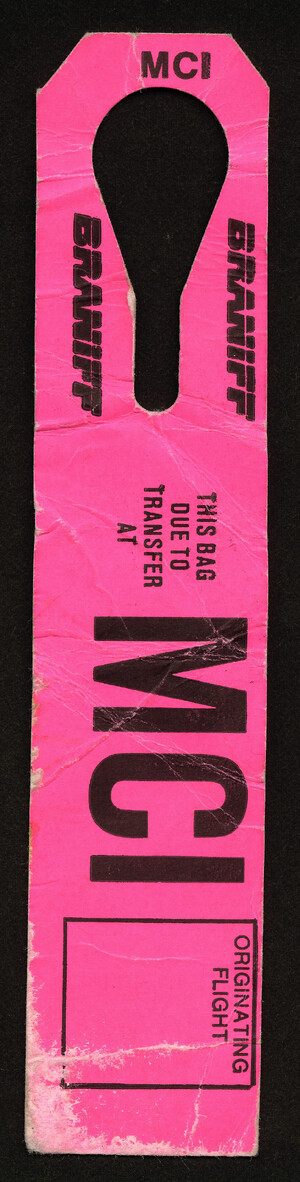 MCI
BRANIFF
BRANIFF
THIS BAG
DUE TO
TRANSFER
AT
MCI
ORIGINATING
FLIGHT